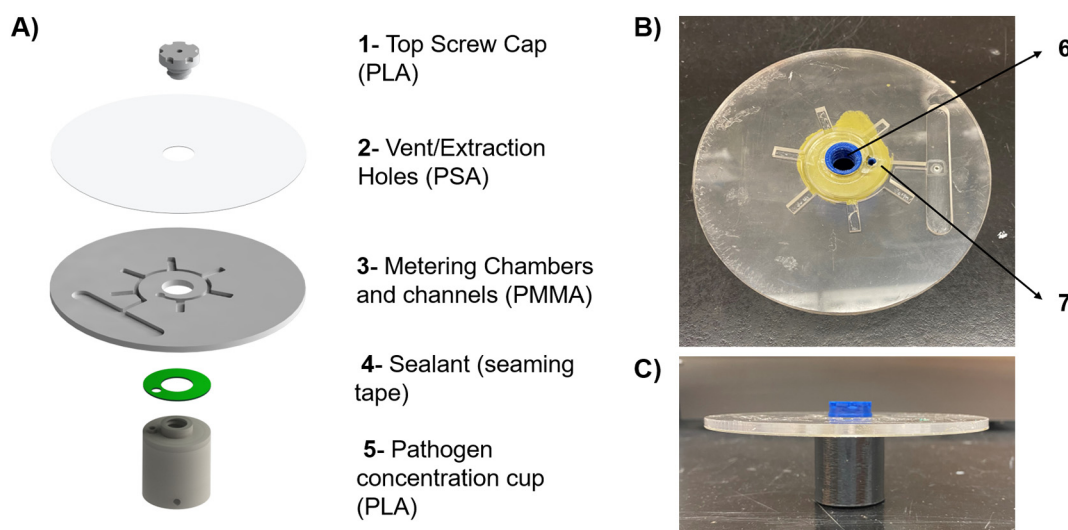 A)
1- Top Screw Cap
(PLA)
2- Vent/Extraction
Holes (PSA)
3- Metering Chambers
and channels (PMMA)
4- Sealant (seaming
tape)
5- Pathogen
concentration cup
(PLA)
B)
6
7
C)